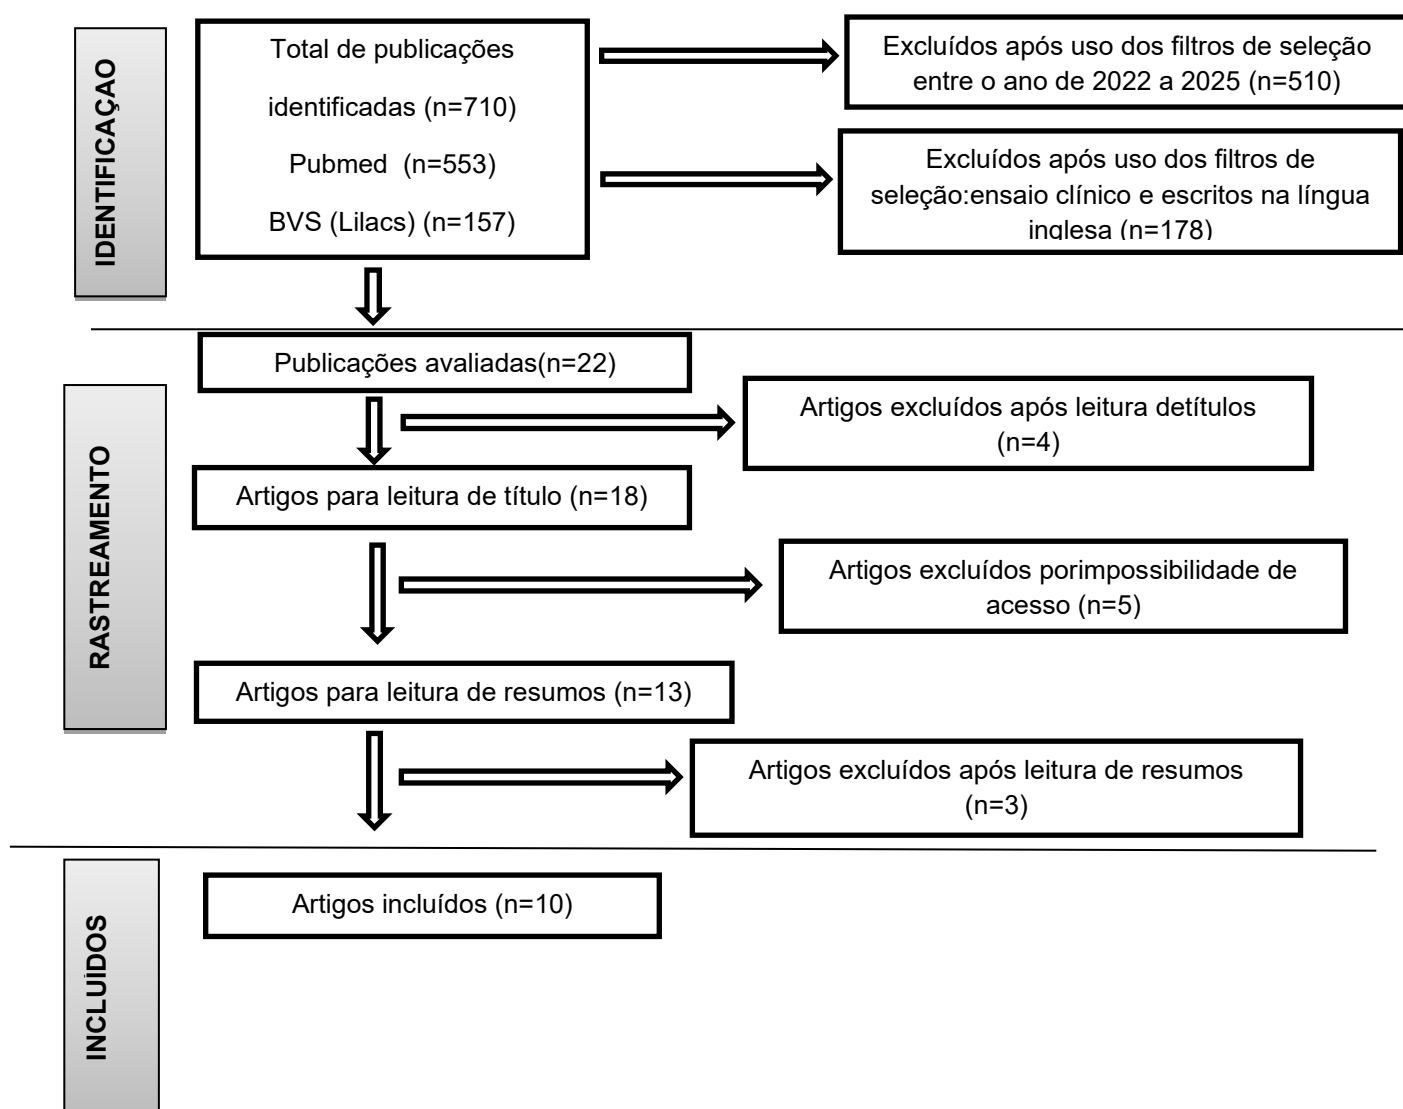 IDENTIFICAÇAO
Total de publicações
identificadas (n=710)
Pubmed (n=553)
BVS (Lilacs) (n=157)
Excluídos após uso dos filtros de seleção
entre o ano de 2022 a 2025 (n=510)
Excluídos após uso dos filtros de
seleção:ensaio clínico e escritos na língua
inglesa (n=178)
RASTREAMENTO
Publicações avaliadas(n=22)
Artigos excluídos após leitura detítulos
(n=4)
Artigos para leitura de título (n=18)
Artigos excluídos porimpossibilidade de
acesso (n=5)
Artigos para leitura de resumos (n=13)
Artigos excluídos após leitura de resumos
(n=3)
INCLUÍDOS
Artigos incluídos (n=10)